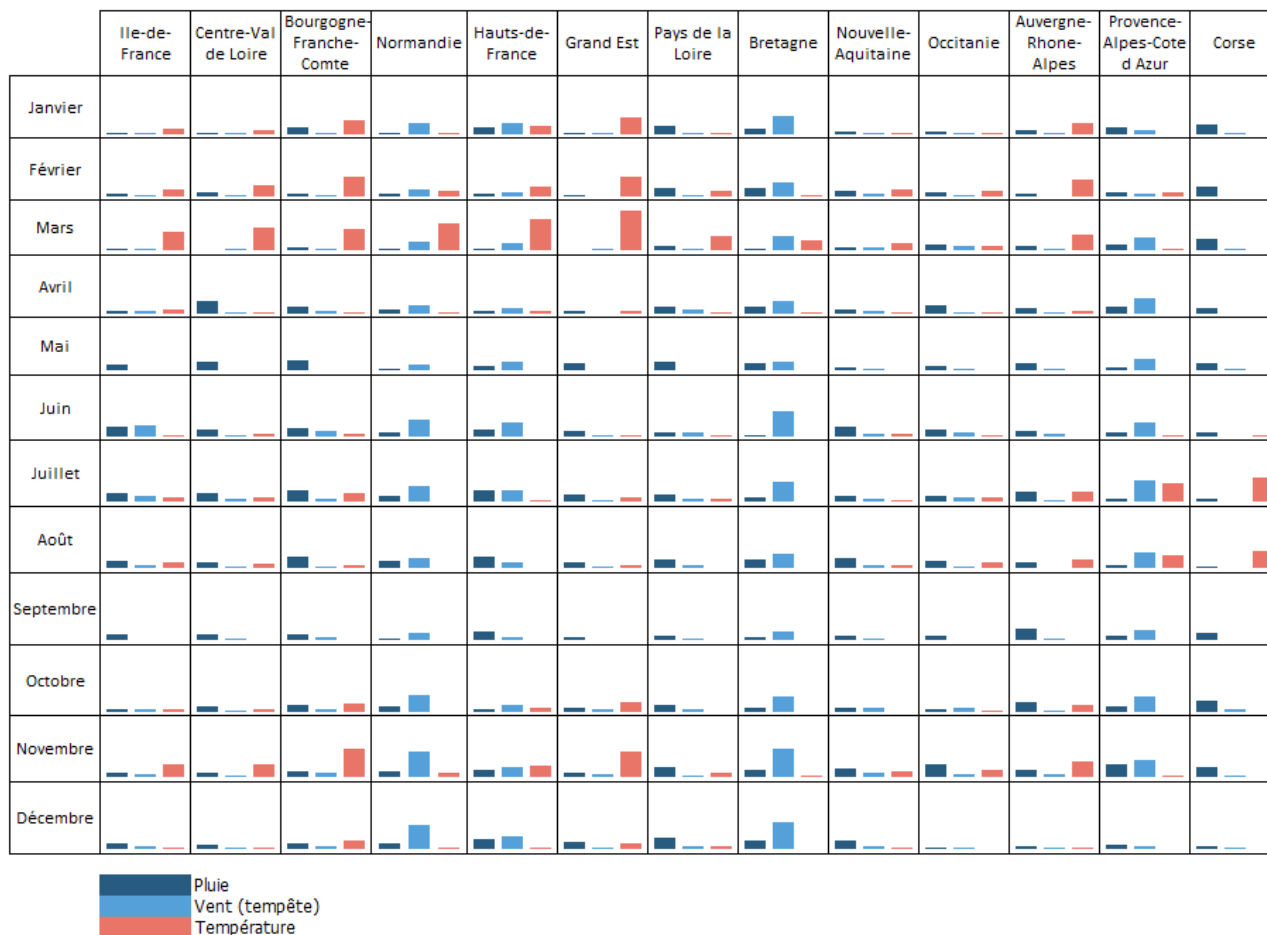 Ile-de-
France
Centre-Val
de Loire
Bourgogne-
Franche-
Comte
Normandie
Hauts-de-
France
Grand Est
Pays de la
Loire
Bretagne
Nouvelle-
Aquitaine
Occitanie
Auvergne-
Rhone-
Alpes
Provence-
Alpes-Cote
d Azur
Corse
Janvier
Février
Mars
Avril
Mai
Juin
Juillet
Août
Septembre
Octobre
Novembre
Décembre
Pluie
Vent (tempête)
Température